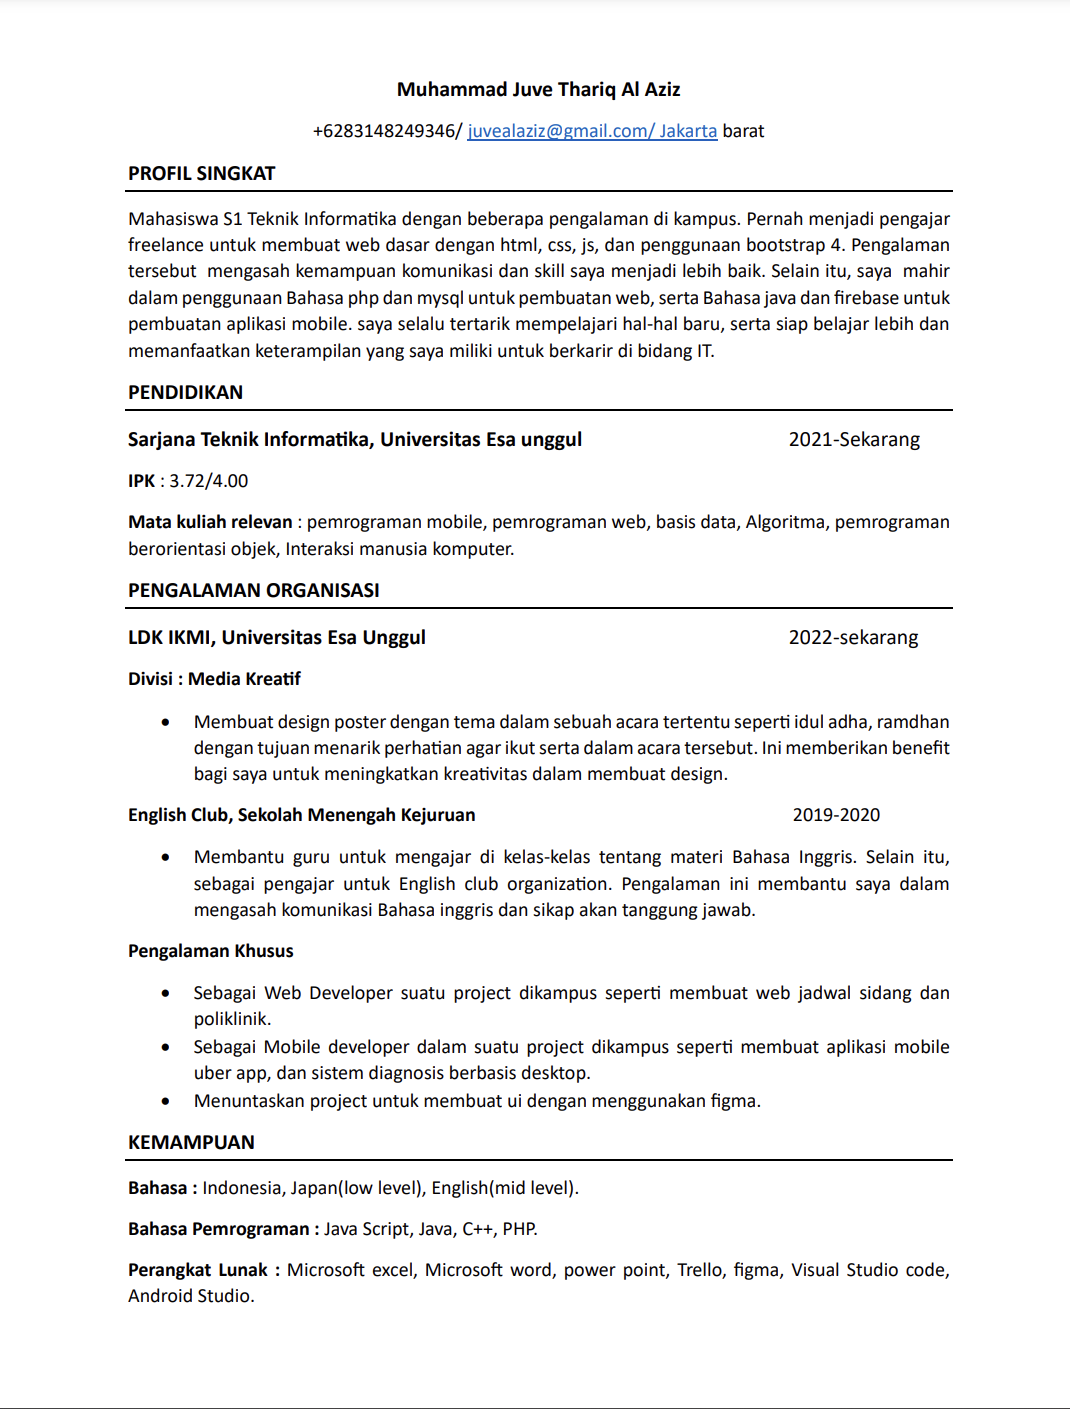 Muhammad Juve Thariq Al Aziz
+6283148249346/ juvealaziz@gmail.com/ Jakarta barat
PROFIL SINGKAT
Mahasiswa S1 Teknik Informatika dengan beberapa pengalaman di kampus. Pernah menjadi pengajar
freelance untuk membuat web dasar dengan html, css, js, dan penggunaan bootstrap 4. Pengalaman
tersebut mengasah kemampuan komunikasi dan skill saya menjadi lebih baik. Selain itu, saya mahir
dalam penggunaan Bahasa php dan mysql untuk pembuatan web, serta Bahasa java dan firebase untuk
pembuatan aplikasi mobile. saya selalu tertarik mempelajari hal-hal baru, serta siap belajar lebih dan
memanfaatkan keterampilan yang saya miliki untuk berkarir di bidang IT.
PENDIDIKAN
Sarjana Teknik Informatika, Universitas Esa unggul 2021-Sekarang
IPK : 3.72/4.00
Mata kuliah relevan : pemrograman mobile, pemrograman web, basis data, Algoritma, pemrograman
berorientasi objek, Interaksi manusia komputer.
PENGALAMAN ORGANISASI
LDK IKMI, Universitas Esa Unggul 2022-sekarang
Divisi : Media Kreatif
• Membuat design poster dengan tema dalam sebuah acara tertentu seperti idul adha, ramdhan
dengan tujuan menarik perhatian agar ikut serta dalam acara tersebut. Ini memberikan benefit
bagi saya untuk meningkatkan kreativitas dalam membuat design.
English Club, Sekolah Menengah Kejuruan 2019-2020
• Membantu guru untuk mengajar di kelas-kelas tentang materi Bahasa Inggris. Selain itu,
sebagai pengajar untuk English club organization. Pengalaman ini membantu saya dalam
mengasah komunikasi Bahasa inggris dan sikap akan tanggung jawab.
Pengalaman Khusus
• Sebagai Web Developer suatu project dikampus seperti membuat web jadwal sidang dan
poliklinik.
• Sebagai Mobile developer dalam suatu project dikampus seperti membuat aplikasi mobile
uber app, dan sistem diagnosis berbasis desktop.
• Menuntaskan project untuk membuat ui dengan menggunakan figma.
KEMAMPUAN
Bahasa : Indonesia, Japan(low level), English(mid level).
Bahasa Pemrograman : Java Script, Java, C++, PHP.
Perangkat Lunak : Microsoft excel, Microsoft word, power point, Trello, figma, Visual Studio code,
Android Studio.